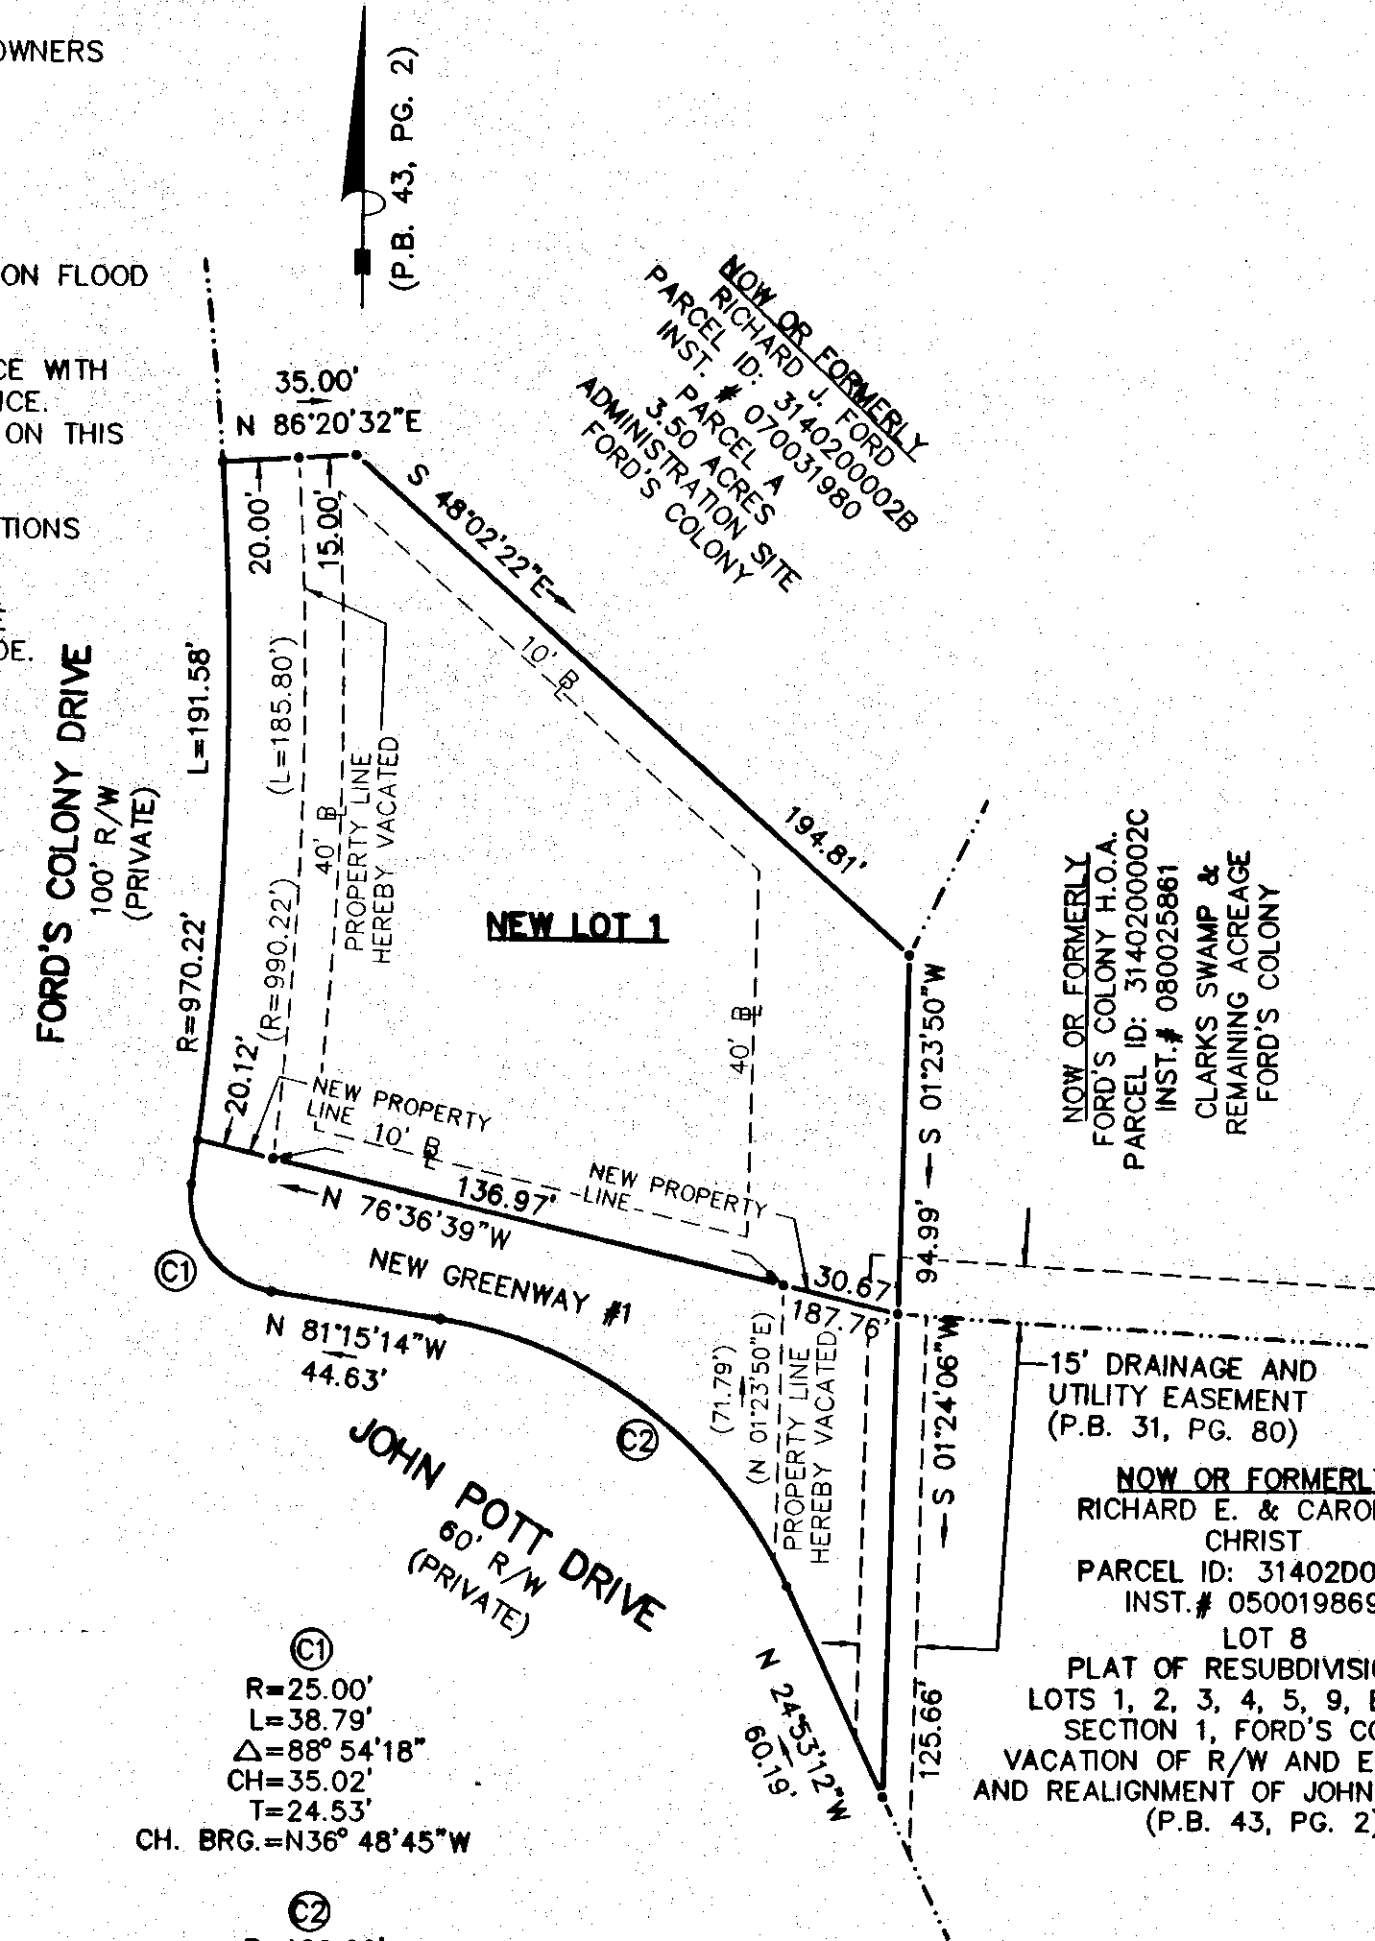 OWNERS
ON FLOOD
CE WITH
NCE.
ON THIS
TIONS
DE.
(P.B. 43, PG. 2)
NOW OR FORMERLY
RICHARD J. FORD
PARCEL ID: 3140200002B
INST. # 070031980
PARCEL A
3.50 ACRES
ADMINISTRATION SITE
FORD'S COLONY
35.00'
N 86°20'32"E
20.00'
15.00'
S 48°02'22"E
194.81'
10' BL
FORD'S COLONY DRIVE
100' R/W
(PRIVATE)
L=191.58'
R=970.22'
(L=185.80')
(R=990.22')
40' BL
PROPERTY LINE
HEREBY VACATED
NEW LOT 1
40' BL
S 01°23'50"W
94.99'
NOW OR FORMERLY
FORD'S COLONY H.O.A.
PARCEL ID: 3140200002C
INST.# 080025861
CLARKS SWAMP &
REMAINING ACREAGE
FORD'S COLONY
20.12'
NEW PROPERTY
LINE
10' BL
NEW PROPERTY
LINE
136.97'
N 76°36'39"W
30.67'
187.76'
NEW GREENWAY #1
C1
N 81°15'14"W
44.63'
C2
(71.79')
(N 01°23'50"E)
PROPERTY LINE
HEREBY VACATED
S 01°24'06"W
125.66'
15' DRAINAGE AND
UTILITY EASEMENT
(P.B. 31, PG. 80)
JOHN POTT DRIVE
60' R/W
(PRIVATE)
N 24°53'12"W
60.19'
NOW OR FORMERLY
RICHARD E. & CARO
CHRIST
PARCEL ID: 31402D0
INST.# 050019869
LOT 8
PLAT OF RESUBDIVISI
LOTS 1, 2, 3, 4, 5, 9,
SECTION 1, FORD'S CO
VACATION OF R/W AND E
AND REALIGNMENT OF JOHN
(P.B. 43, PG. 2)
C1
R=25.00'
L=38.79'
△=88°54'18"
CH=35.02'
T=24.53'
CH. BRG.=N36°48'45"W
C2